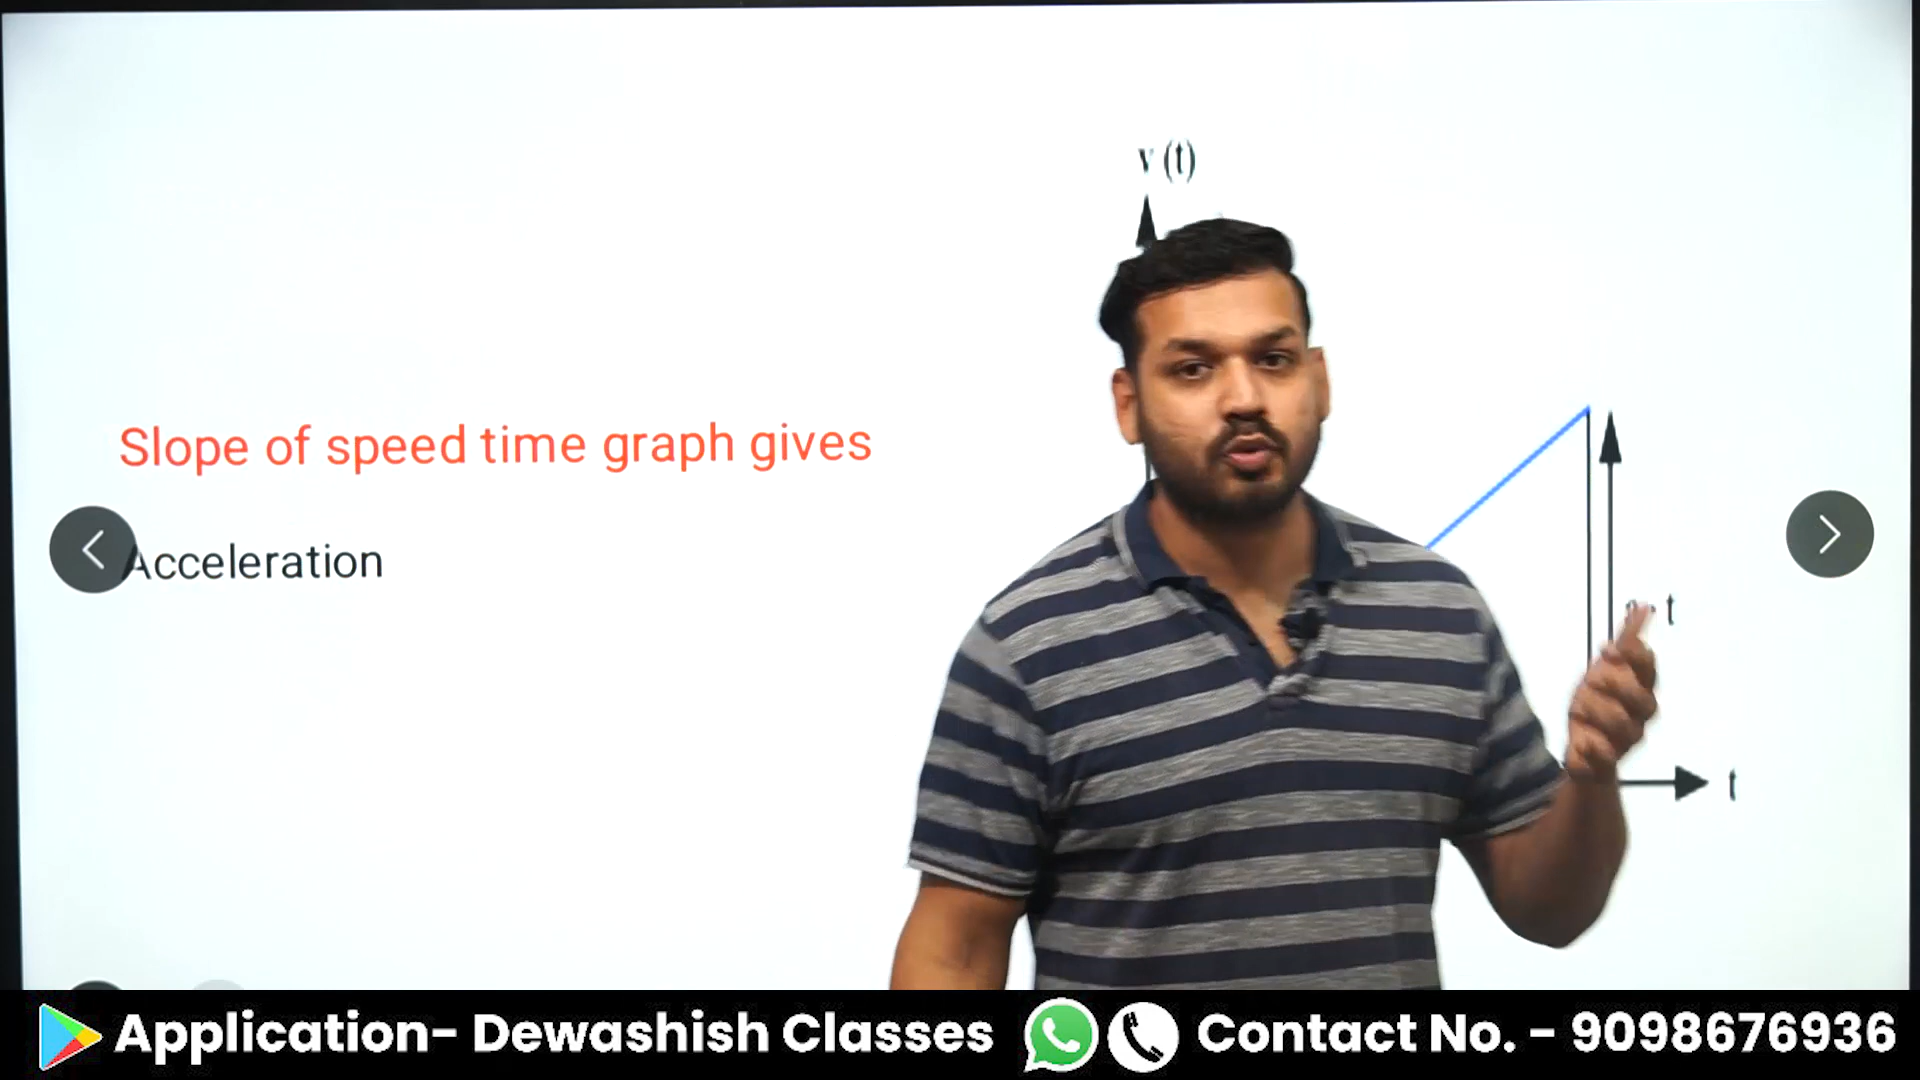 v (t)
Slope of speed time graph gives
Acceleration
t
t
Application- Dewashish Classes Contact No. - 9098676936